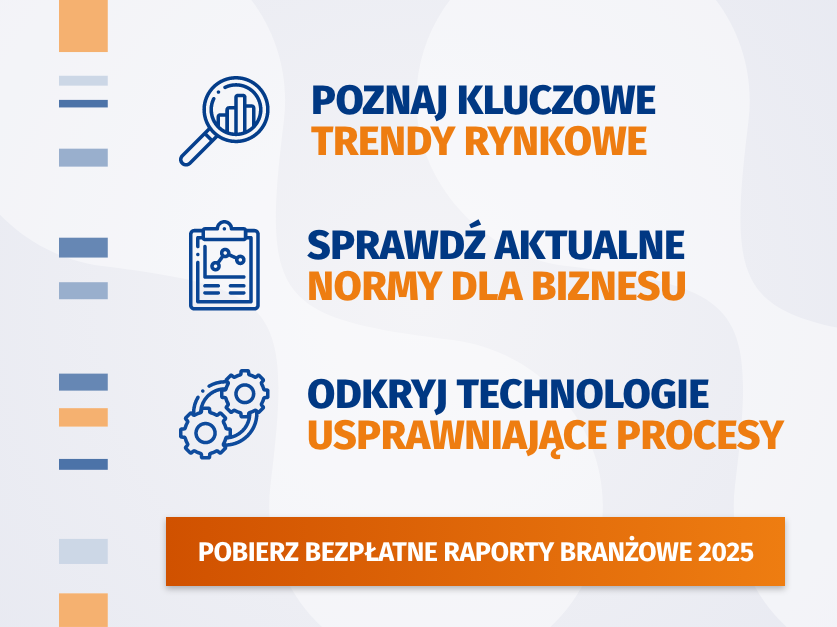 POZNAJ KLUCZOWE
TRENDY RYNKOWE
SPRAWDŹ AKTUALNE
NORMY DLA BIZNESU
ODKRYJ TECHNOLOGIE
USPRAWNIAJĄCE PROCESY
POBIERZ BEZPŁATNE RAPORTY BRANŻOWE 2025